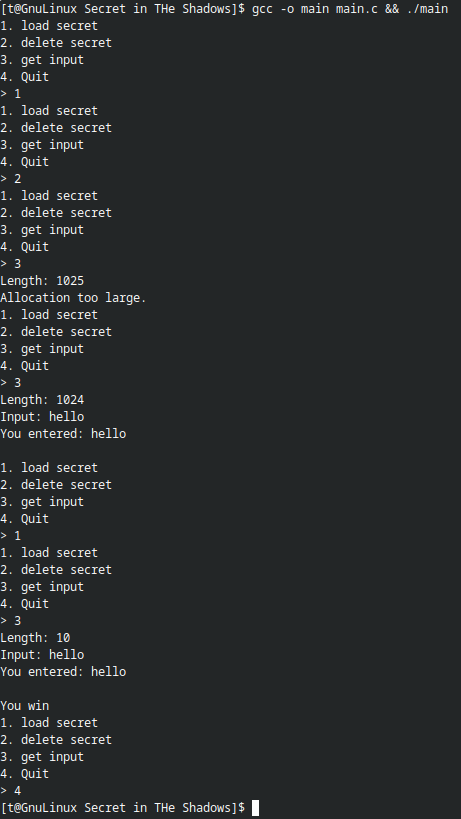 [t@GnuLinux Secret in THe Shadows]$ gcc -o main main.c && ./main
1. load secret
2. delete secret
3. get input
4. Quit
> 1
1. load secret
2. delete secret
3. get input
4. Quit
> 2
1. load secret
2. delete secret
3. get input
4. Quit
> 3
Length: 1025
Allocation too large.
1. load secret
2. delete secret
3. get input
4. Quit
> 3
Length: 1024
Input: hello
You entered: hello

1. load secret
2. delete secret
3. get input
4. Quit
> 1
1. load secret
2. delete secret
3. get input
4. Quit
> 3
Length: 10
Input: hello
You entered: hello

You win
1. load secret
2. delete secret
3. get input
4. Quit
> 4
[t@GnuLinux Secret in THe Shadows]$